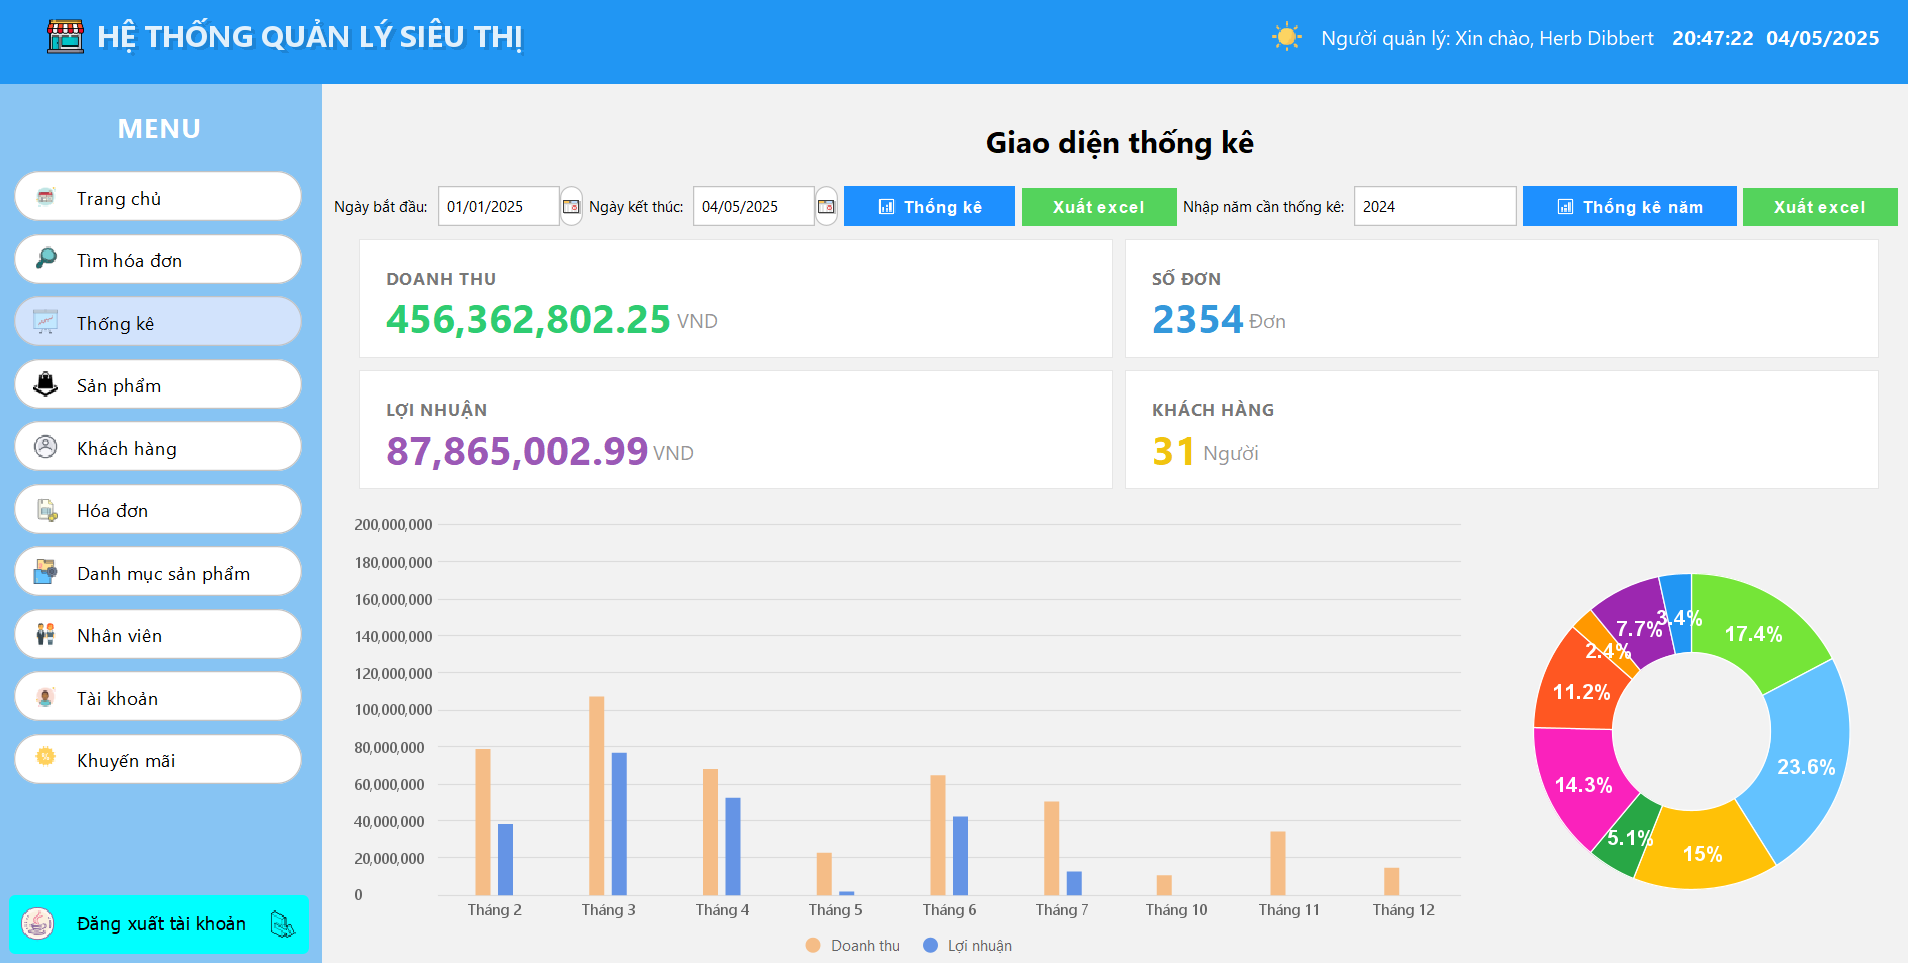 HỆ THỐNG QUẢN LÝ SIÊU THỊ
Người quản lý: Xin chào, Herb Dibbert 20:47:22 04/05/2025
MENU
Trang chủ
Tìm hóa đơn
Thống kê
Sản phẩm
Khách hàng
Hóa đơn
Danh mục sản phẩm
Nhân viên
Tài khoản
Khuyến mãi
Đăng xuất tài khoản
Giao diện thống kê
Ngày bắt đầu: 01/01/2025 Ngày kết thúc: 04/05/2025 Thống kê Xuất excel Nhập năm cần thống kê: 2024 Thống kê năm Xuất excel
DOANH THU
456,362,802.25 VND
SỐ ĐƠN
2354 Đơn
LỢI NHUẬN
87,865,002.99 VND
KHÁCH HÀNG
31 Người
200,000,000
180,000,000
160,000,000
140,000,000
120,000,000
100,000,000
80,000,000
60,000,000
40,000,000
20,000,000
0
Tháng 2 Tháng 3 Tháng 4 Tháng 5 Tháng 6 Tháng 7 Tháng 10 Tháng 11 Tháng 12
Doanh thu Lợi nhuận
17.4%
23.6%
15%
5.1%
14.3%
11.2%
2.4%
7.7%
3.4%